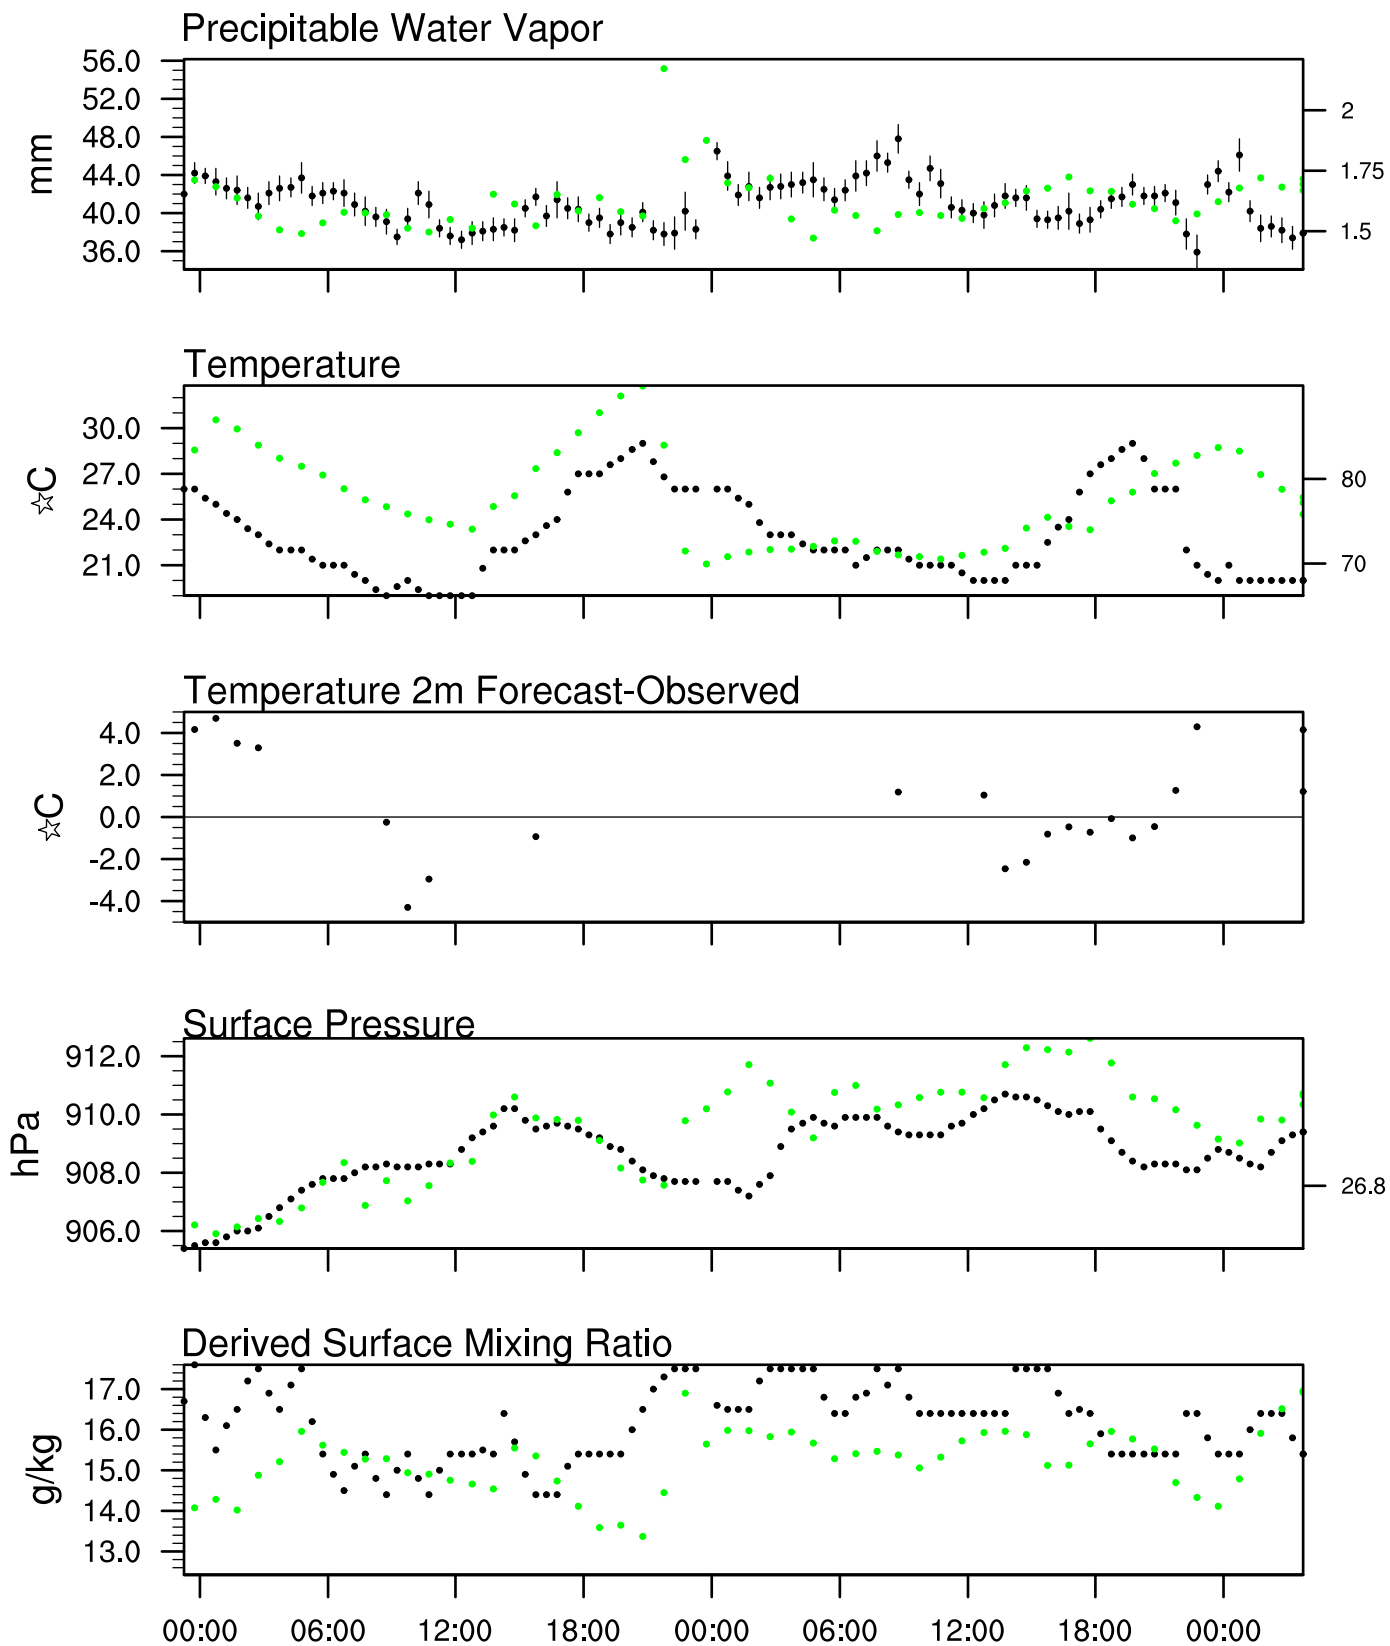 Precipitable Water Vapor
56.0
52.0
48.0
44.0
40.0
36.0
mm
2
1.75
1.5
Temperature
30.0
27.0
24.0
21.0
☆C
80
70
Temperature 2m Forecast-Observed
4.0
2.0
0.0
-2.0
-4.0
☆C
Surface Pressure
912.0
910.0
908.0
906.0
hPa
26.8
Derived Surface Mixing Ratio
17.0
16.0
15.0
14.0
13.0
g/kg
00:00 06:00 12:00 18:00 00:00 06:00 12:00 18:00 00:00